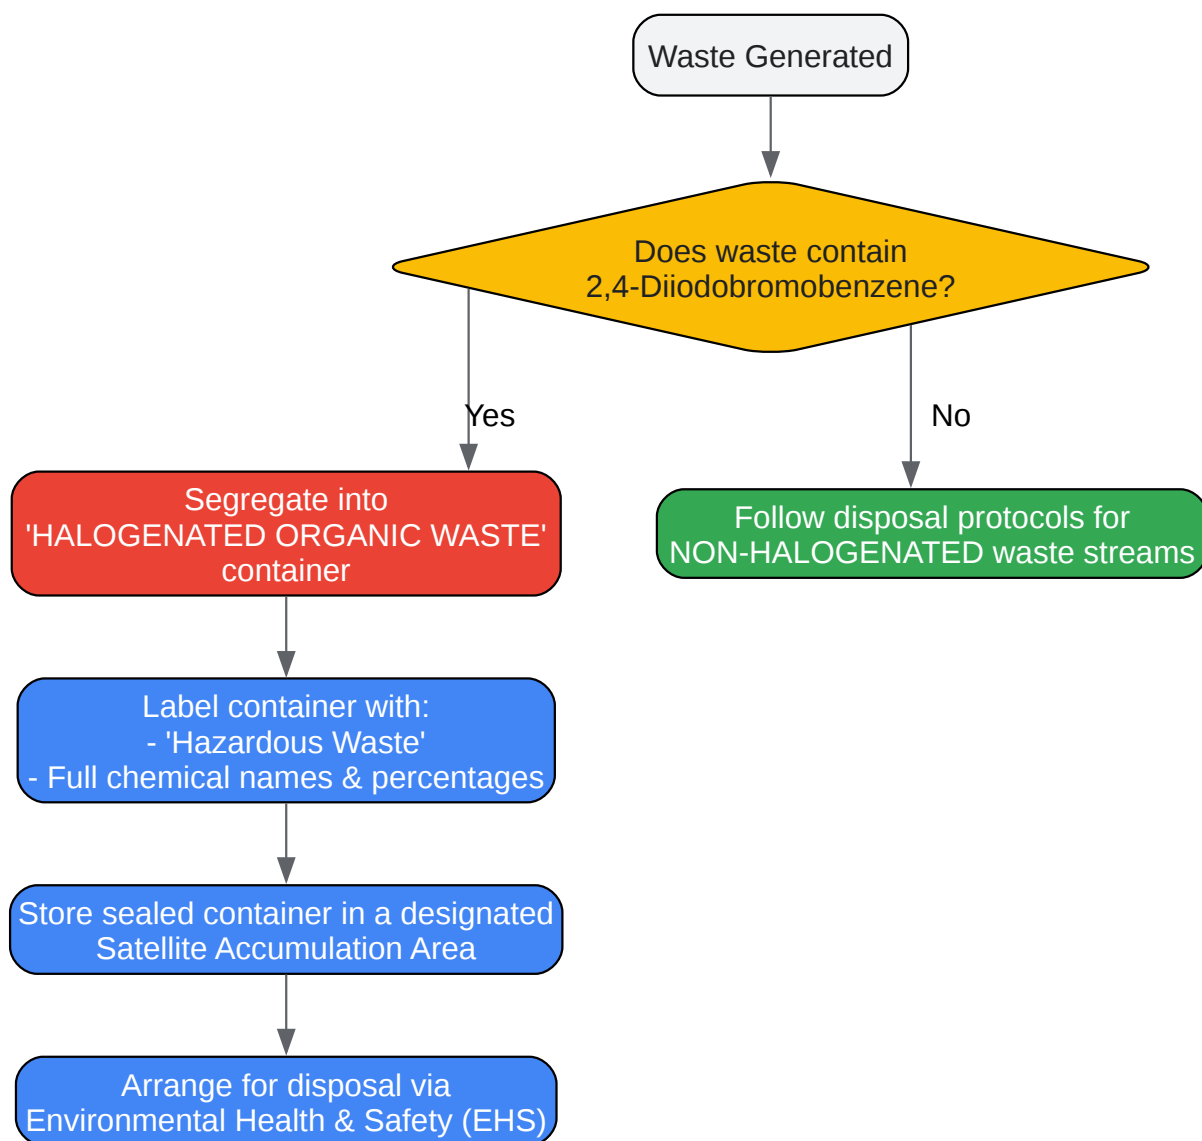 Waste Generated
Does waste contain
2,4-Diiodobromobenzene?
Yes
No
Segregate into
'HALOGENATED ORGANIC WASTE'
container
Follow disposal protocols for
NON-HALOGENATED waste streams
Label container with:
- 'Hazardous Waste'
- Full chemical names & percentages
Store sealed container in a designated
Satellite Accumulation Area
Arrange for disposal via
Environmental Health & Safety (EHS)